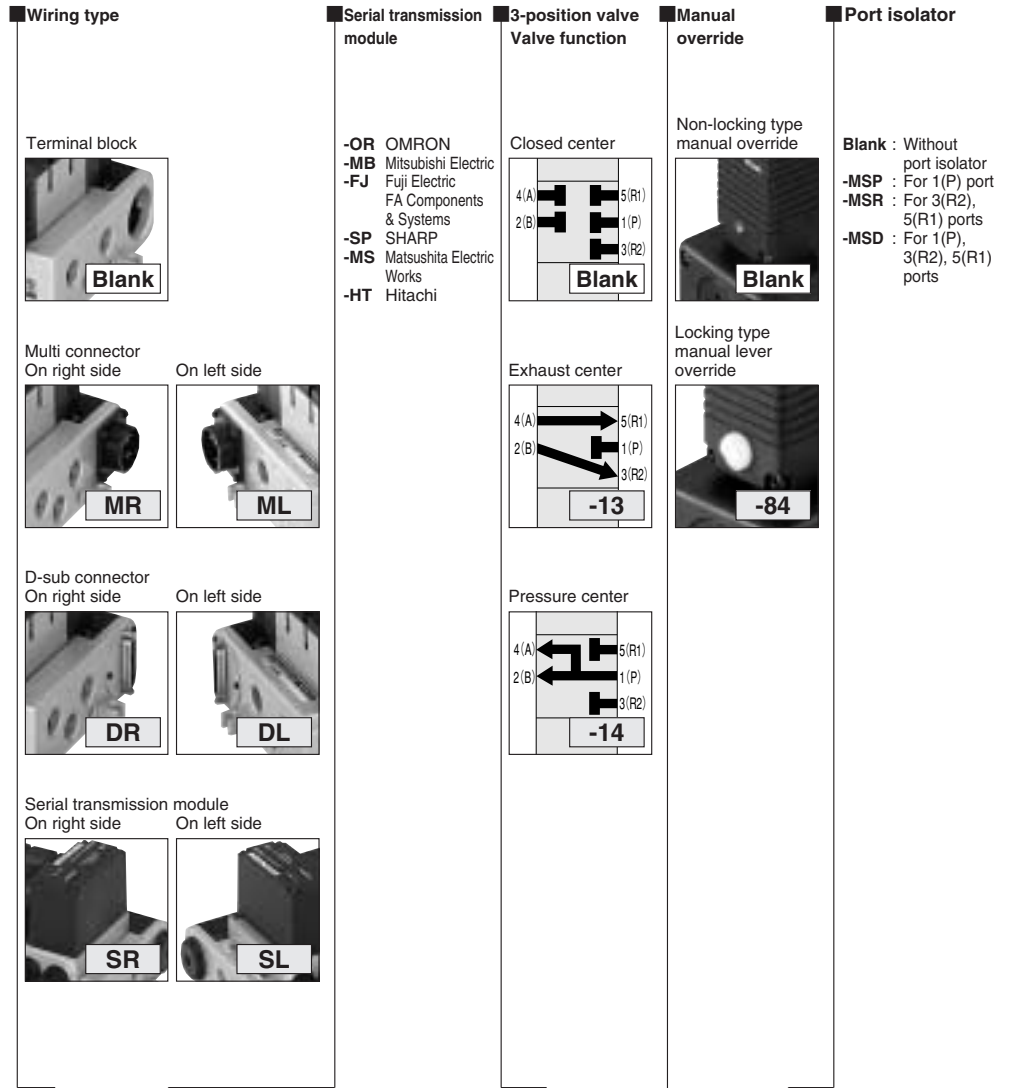 Wiring type
Terminal block
Blank
Multi connector
On right side
On left side
MR
ML
D-sub connector
On right side
On left side
DR
DL
Serial transmission module
On right side
On left side
SR
SL
Serial transmission
module
-OR OMRON
-MB Mitsubishi Electric
-FJ Fuji Electric
FA Components
& Systems
-SP SHARP
-MS Matsushita Electric
Works
-HT Hitachi
3-position valve
Valve function
Closed center
4(A) 5(R1)
2(B) 1(P)
3(R2)
Blank
Exhaust center
4(A) 5(R1)
2(B) 1(P)
3(R2)
-13
Pressure center
4(A) 5(R1)
2(B) 1(P)
3(R2)
-14
Manual
override
Non-locking type
manual override
Blank
Locking type
manual lever
override
-84
Port isolator
Blank : Without
port isolator
-MSP : For 1(P) port
-MSR : For 3(R2),
5(R1) ports
-MSD : For 1(P),
3(R2), 5(R1)
ports